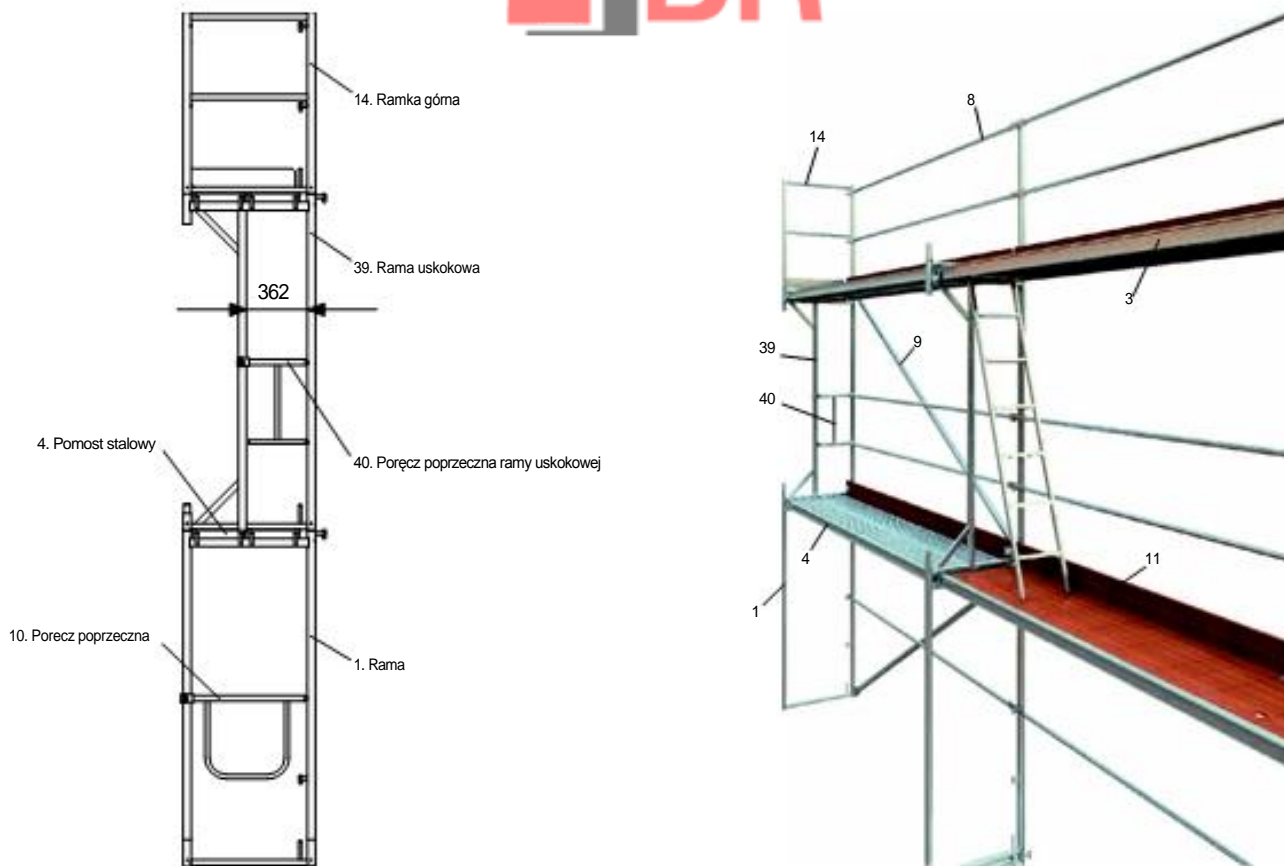 14. Ramka górna
39. Rama uskokowa
362
4. Pomost stalowy
40. Poręcz poprzeczna ramy uskokowej
10. Porecz poprzeczna
1. Rama
8
14
3
9
39
40
4
11
1